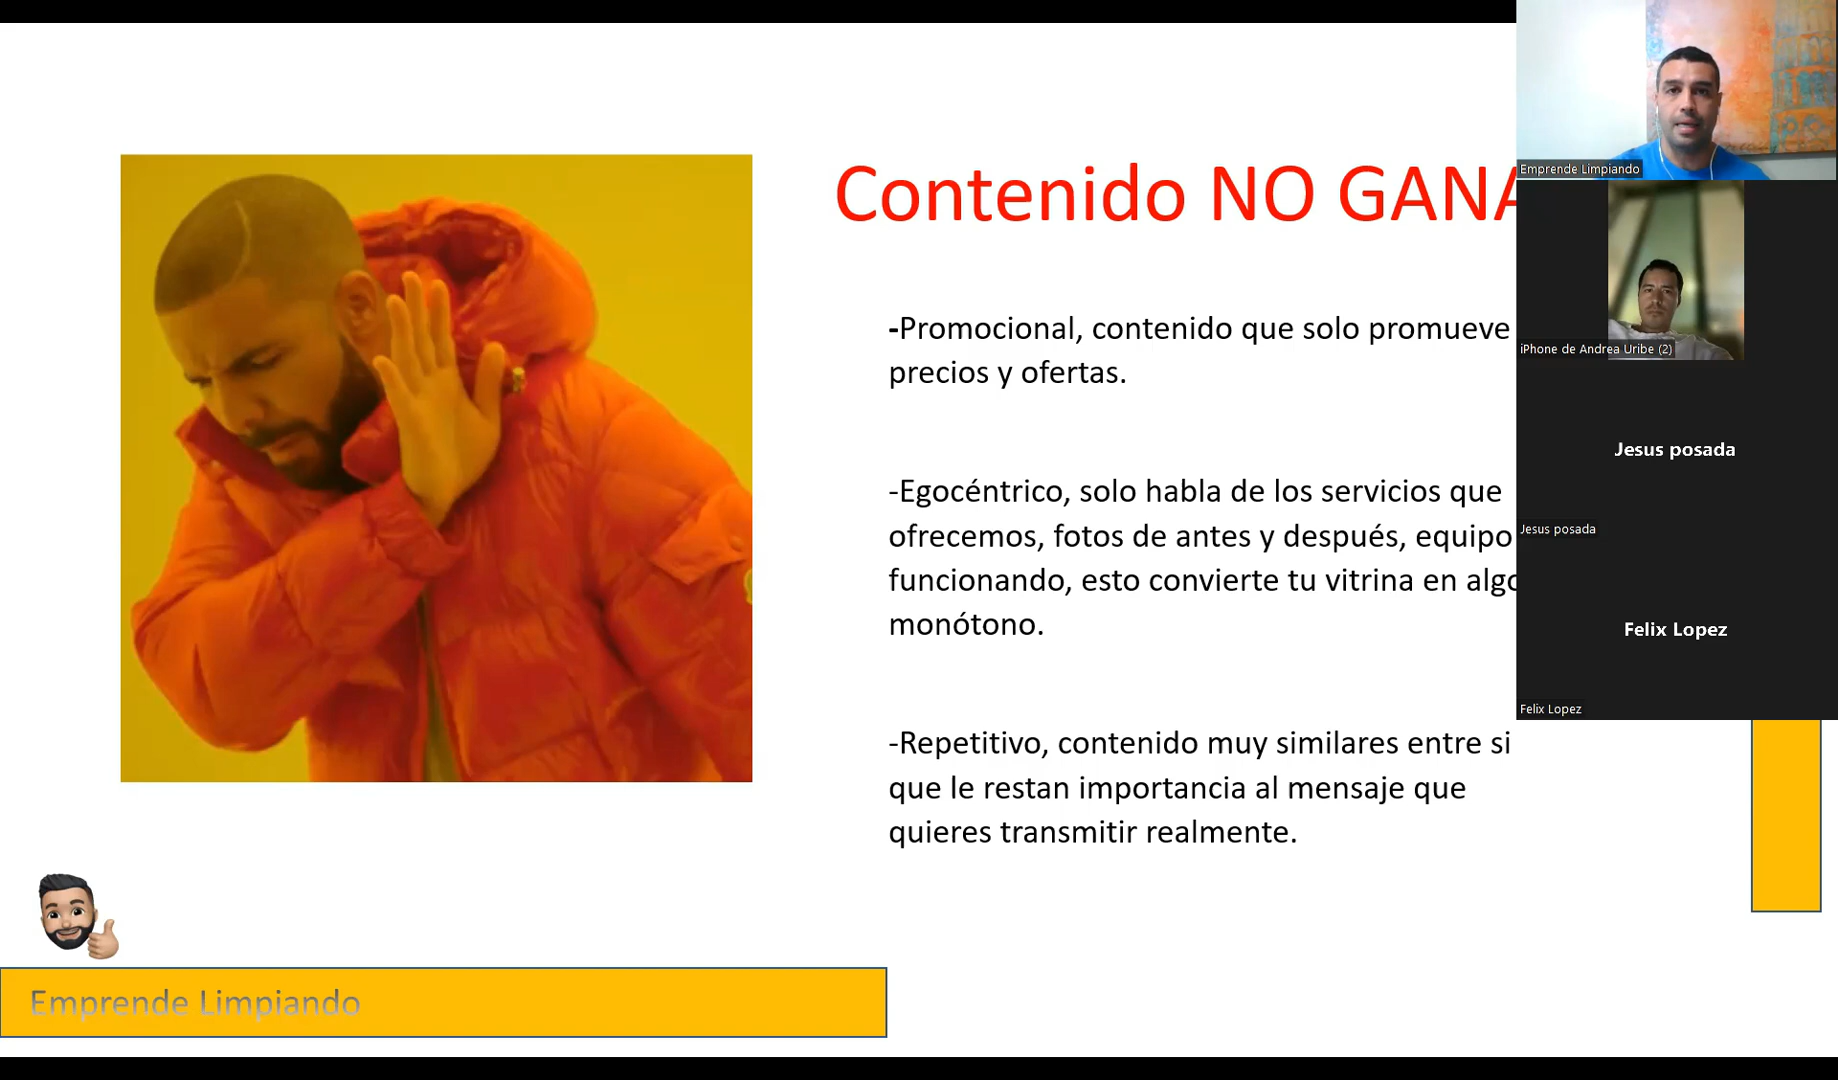 Contenido NO GANA
-Promocional, contenido que solo promueve
precios y ofertas.
-Egocéntrico, solo habla de los servicios que
ofrecemos, fotos de antes y después, equipo
funcionando, esto convierte tu vitrina en algo
monótono.
-Repetitivo, contenido muy similares entre si
que le restan importancia al mensaje que
quieres transmitir realmente.
Emprende Limpiando
Emprende Limpiando
iPhone de Andrea Uribe (2)
Jesus posada
Jesus posada
Felix Lopez
Felix Lopez